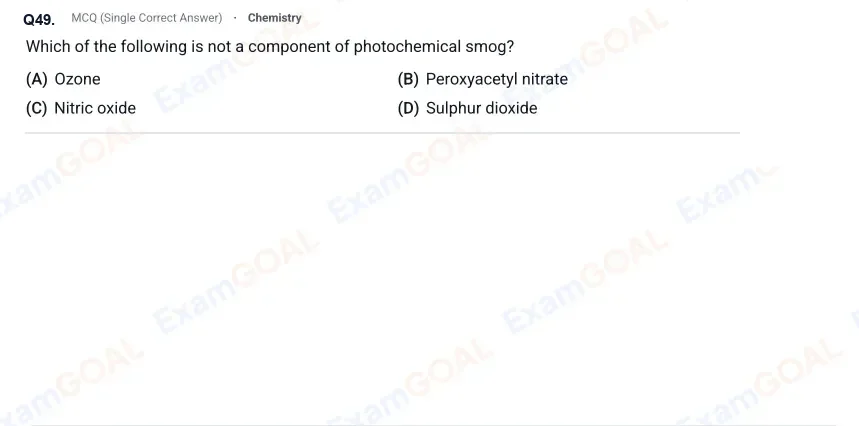 Q49. MCQ (Single Correct Answer) · Chemistry
Which of the following is not a component of photochemical smog?
(A) Ozone (B) Peroxyacetyl nitrate
(C) Nitric oxide (D) Sulphur dioxide
ExamGOAL